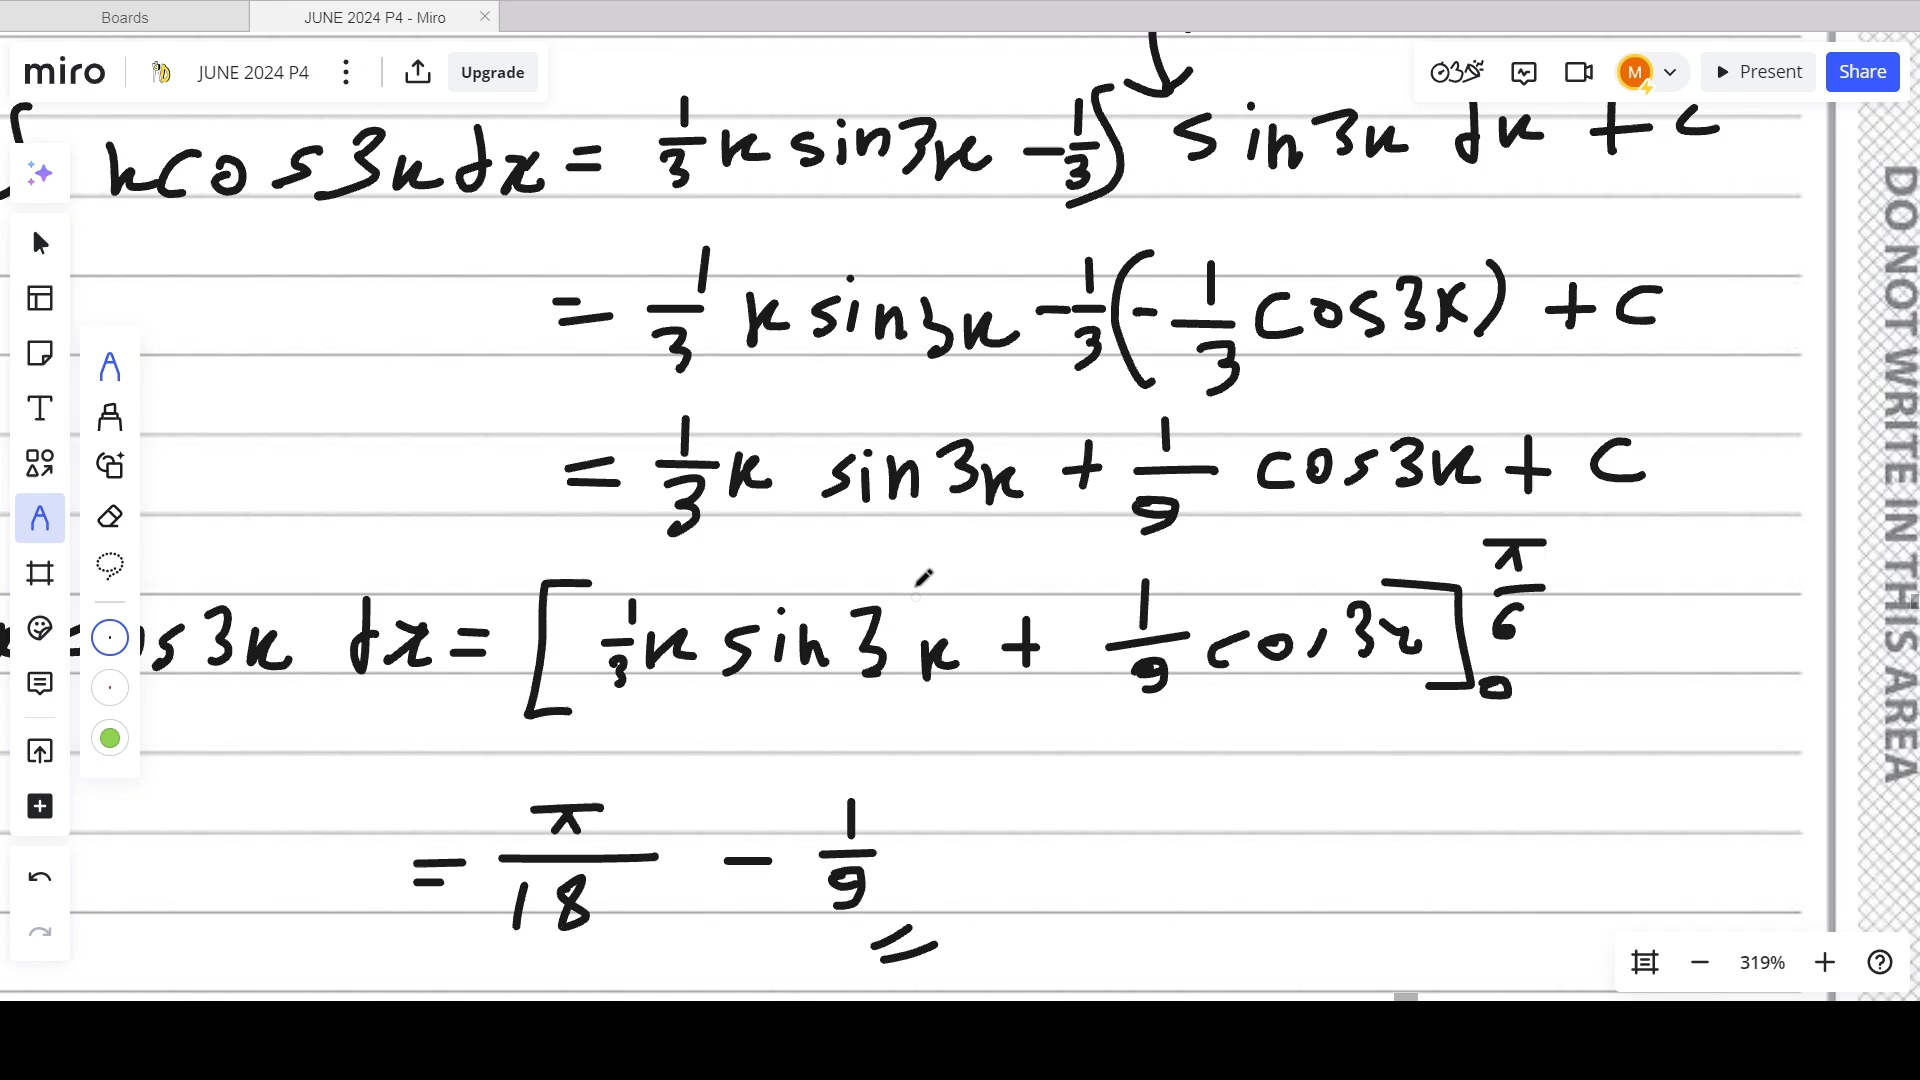 Boards
JUNE 2024 P4 - Miro
miro
JUNE 2024 P4
Upgrade
M
Present
Share
∫ x cos 3x dx = 1/3 x sin 3x - 1/3 ∫ sin 3x dx + c
= 1/3 x sin 3x - 1/3 (- 1/3 cos 3x) + c
= 1/3 x sin 3x + 1/9 cos 3x + c
cos 3x dx = [1/3 x sin 3x + 1/9 cos 3x]_0^{π/6}
= π/18 - 1/9
319%
DO NOT WRITE IN THIS AREA